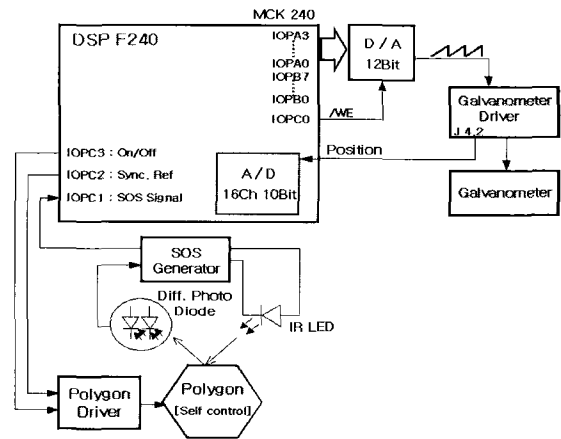 MCK 240
DSP F240
IOPA3
IOPA0
IOPB7
IOPB0
IOPC0
D / A
12Bit
/WE
Galvanometer
Driver
J 4.2
Position
Galvanometer
IOPC3 : On/Off
IOPC2 : Sync. Ref
IOPC1 : SOS Signal
A / D
16Ch 10Bit
SOS
Generator
Diff. Photo
Diode
IR LED
Polygon
Driver
Polygon
[Self control]